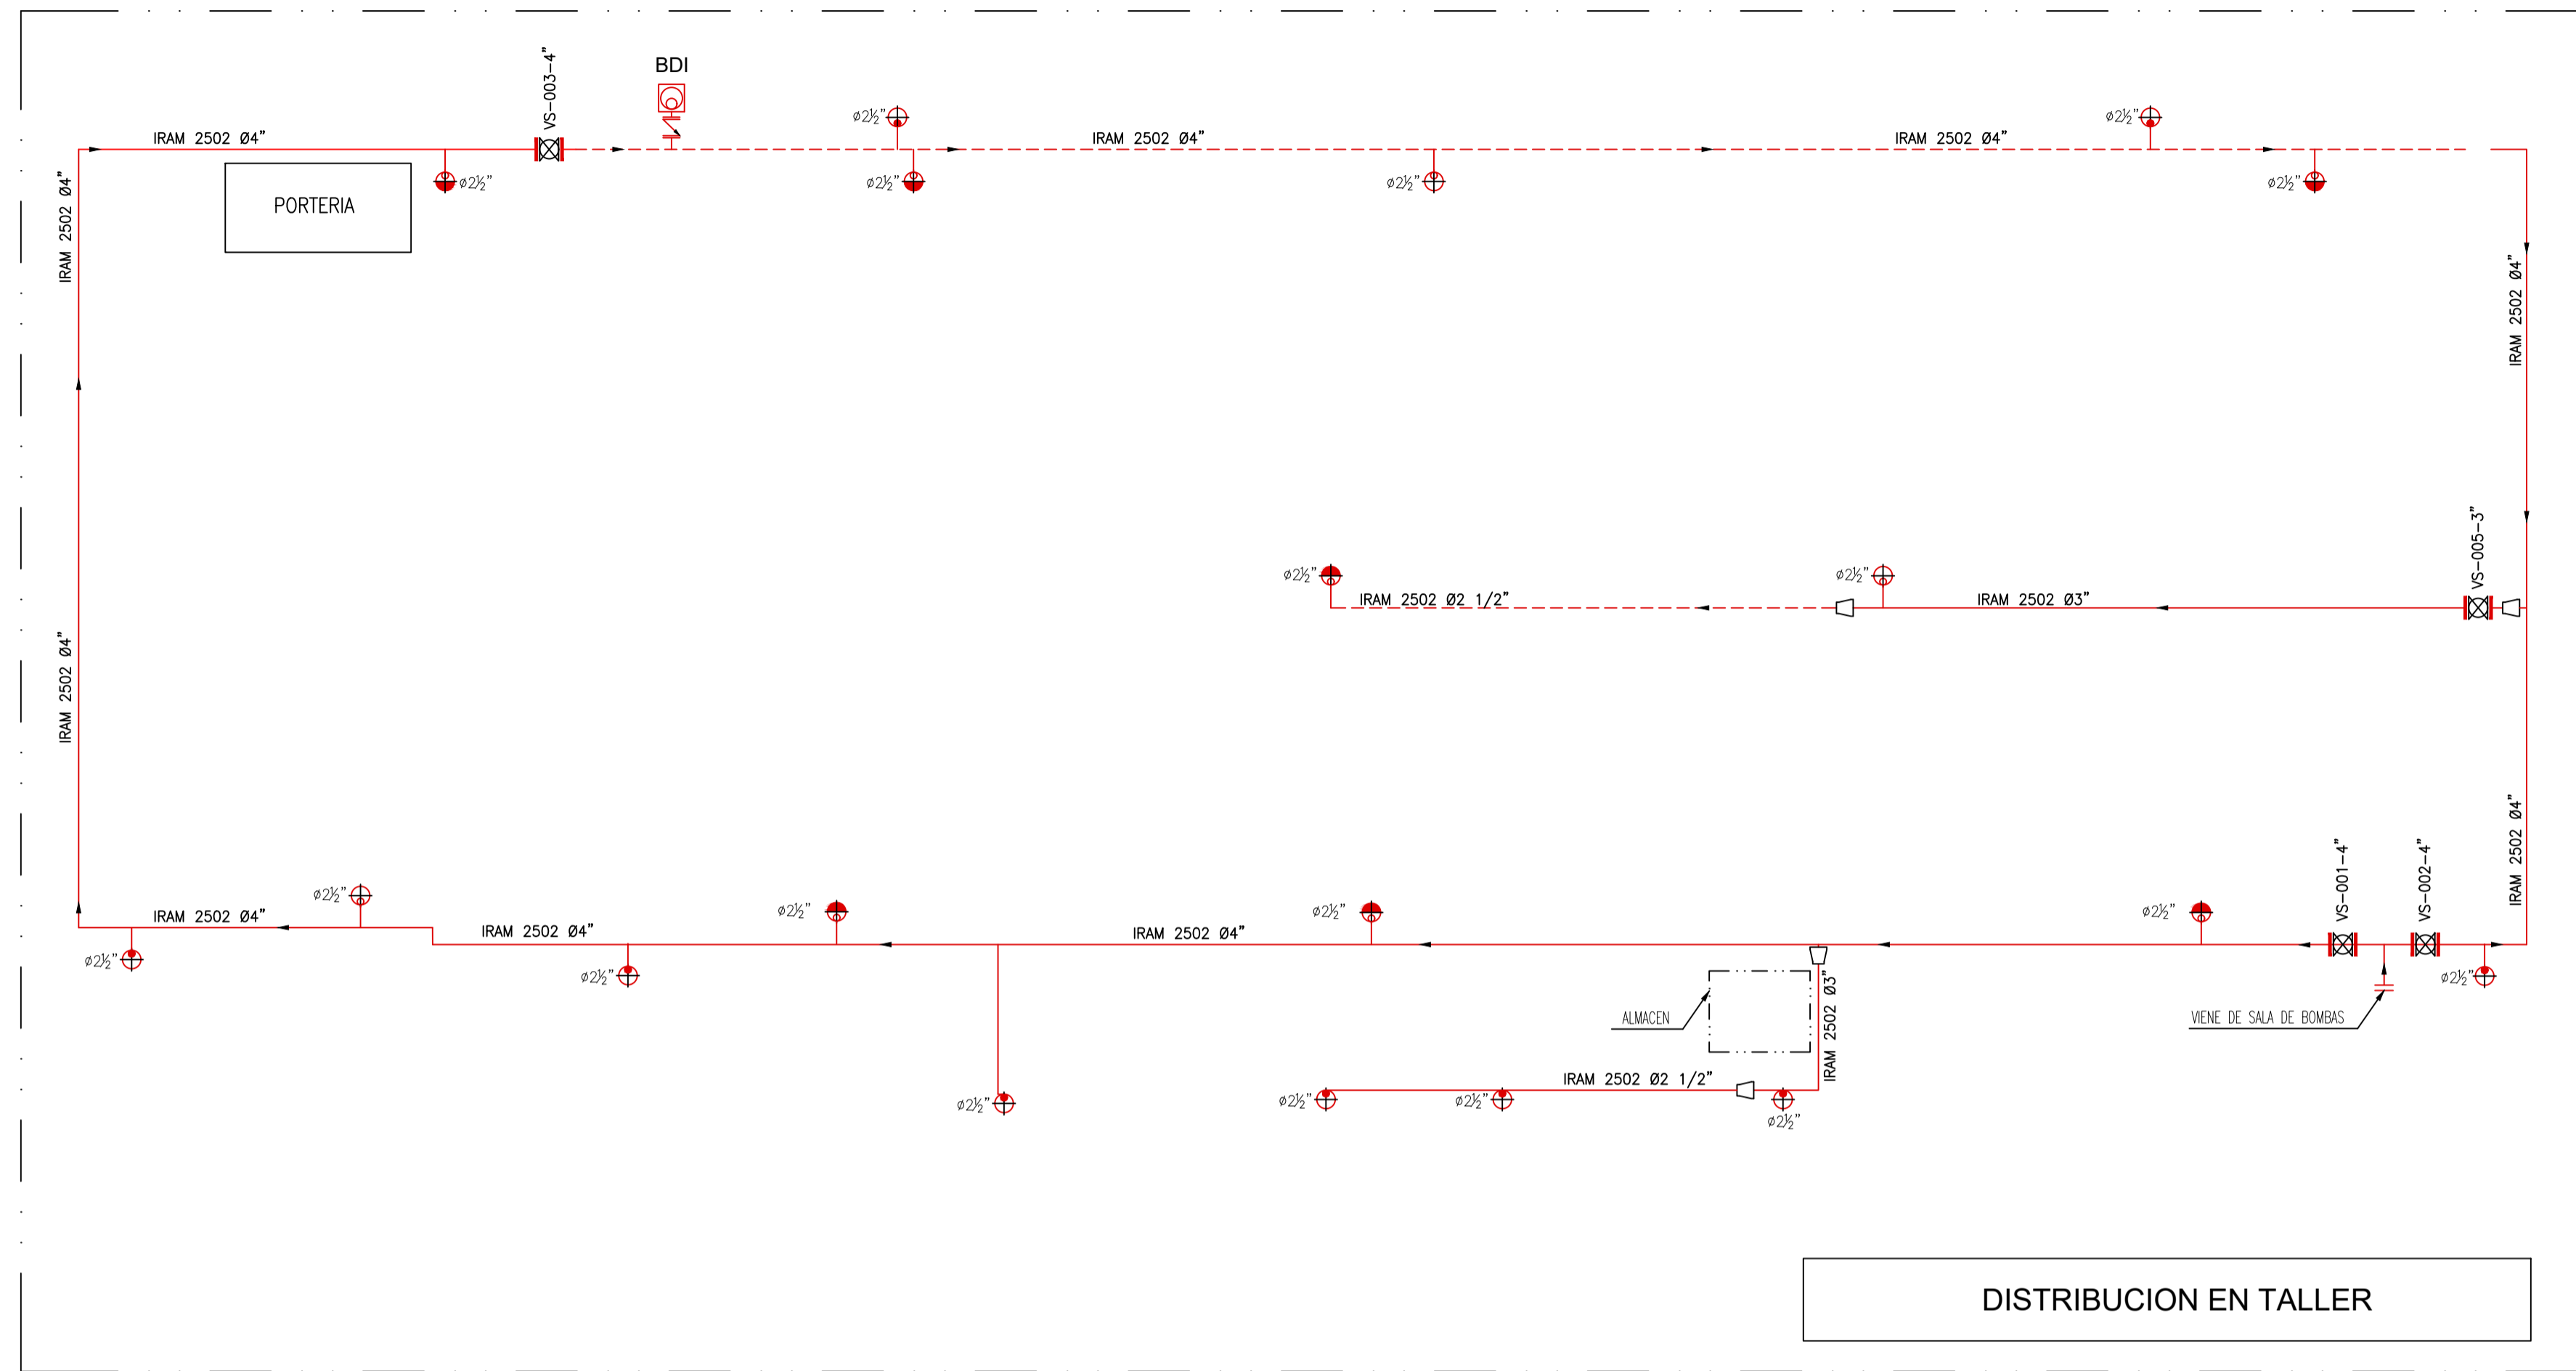 VS-003-4"
BDI
IRAM 2502 Ø4"
ø2½"
IRAM 2502 Ø4"
IRAM 2502 Ø4"
ø2½"
PORTERIA
ø2½"
ø2½"
ø2½"
ø2½"
IRAM 2502 Ø4"
IRAM 2502 Ø4"
VS-005-3"
ø2½"
ø2½"
IRAM 2502 Ø2 1/2"
IRAM 2502 Ø3"
IRAM 2502 Ø4"
IRAM 2502 Ø4"
VS-001-4"
VS-002-4"
ø2½"
ø2½"
ø2½"
ø2½"
IRAM 2502 Ø4"
IRAM 2502 Ø4"
IRAM 2502 Ø4"
ø2½"
ø2½"
ø2½"
ALMACEN
IRAM 2502 Ø3"
VIENE DE SALA DE BOMBAS
IRAM 2502 Ø2 1/2"
ø2½"
ø2½"
ø2½"
ø2½"
DISTRIBUCION EN TALLER